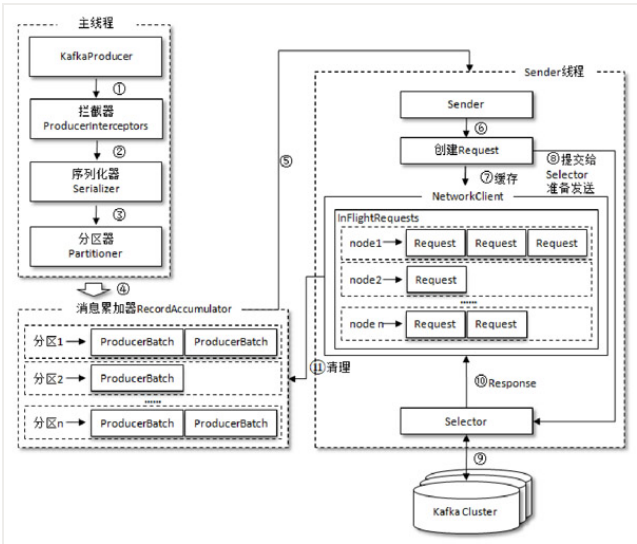 主线程
KafkaProducer
①
拦截器
ProducerInterceptors
②
序列化器
Serializer
③
分区器
Partitioner
④
消息累加器RecordAccumulator
分区1 ProducerBatch ProducerBatch
分区2 ProducerBatch
......
分区n ProducerBatch ProducerBatch
⑤
Sender线程
Sender
⑥
创建Request
⑦缓存
⑧提交给
Selector
准备发送
NetworkClient
InFlightRequests
node1 Request Request Request
node2 Request
......
node n Request Request
⑪清理
⑩Response
Selector
⑨
Kafka Cluster